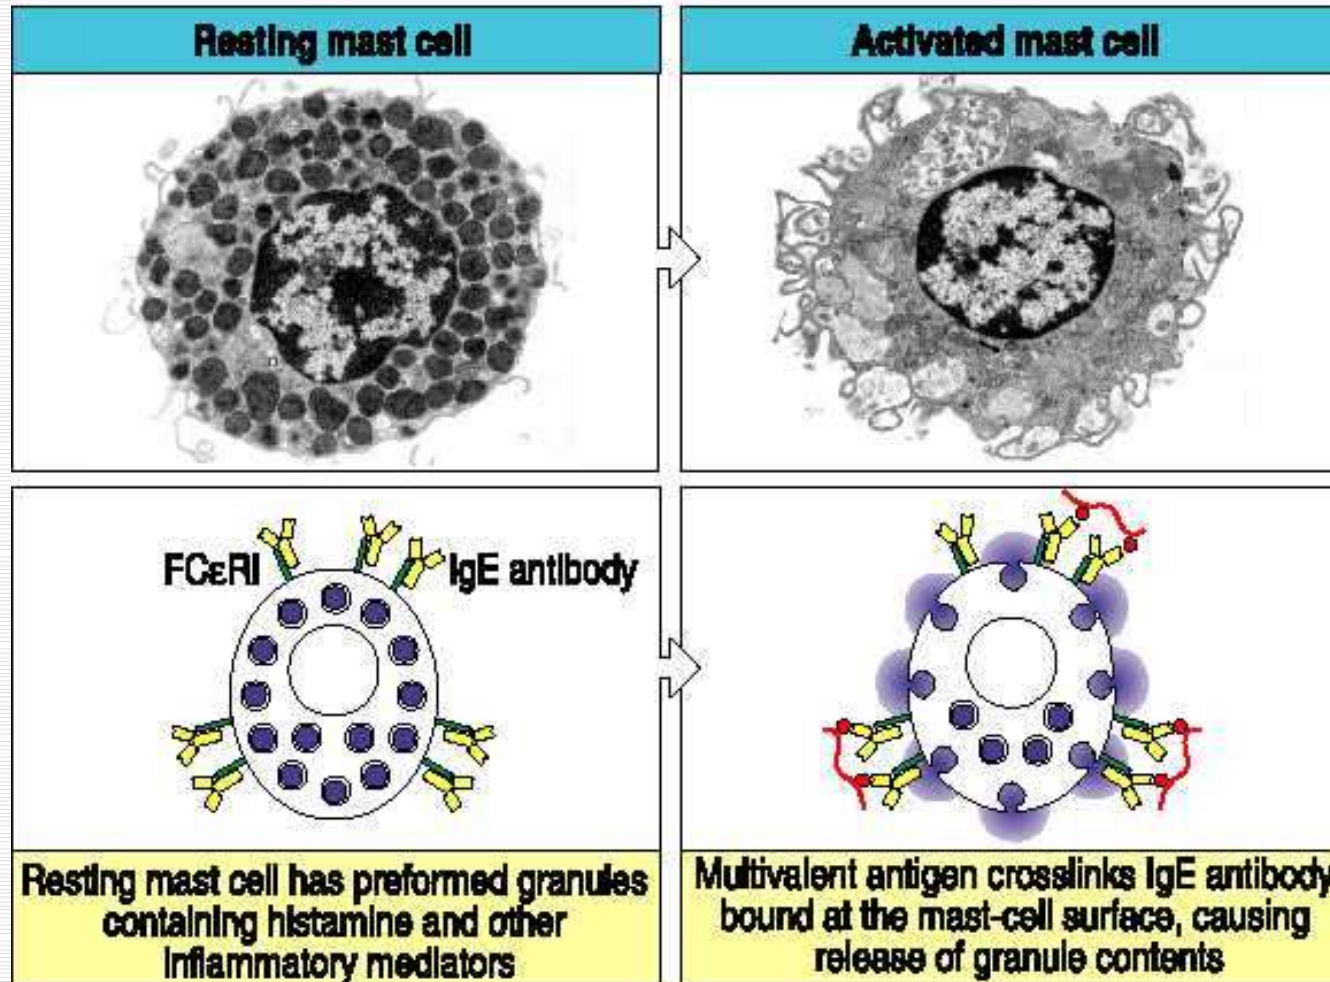 Resting mast cell
Activated mast cell
n
FCεRI
IgE antibody
Resting mast cell has preformed granules
containing histamine and other
inflammatory mediators
Multivalent antigen crosslinks IgE antibody
bound at the mast-cell surface, causing
release of granule contents